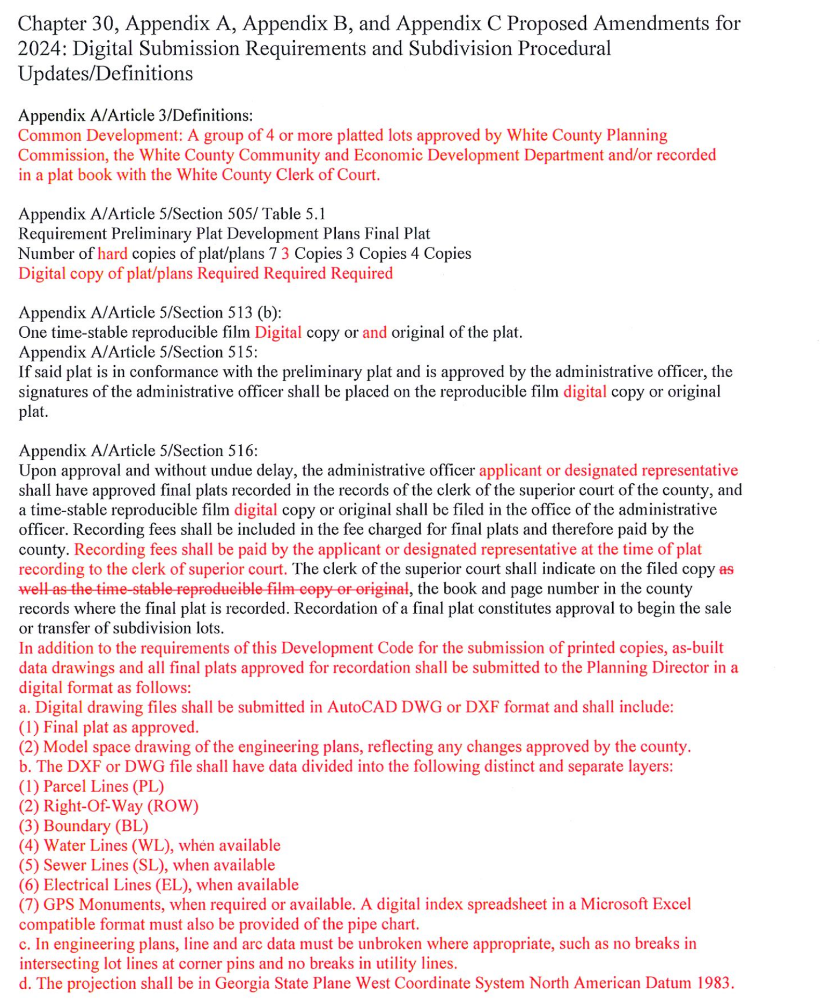 Chapter 30, Appendix A, Appendix B, and Appendix C Proposed Amendments for
2024: Digital Submission Requirements and Subdivision Procedural
Updates/Definitions
Appendix A/Article 3/Definitions:
Common Development: A group of 4 or more platted lots approved by White County Planning
Commission, the White County Community and Economic Development Department and/or recorded
in a plat book with the White County Clerk of Court.
Appendix A/Article 5/Section 505/ Table 5.1
Requirement Preliminary Plat Development Plans Final Plat
Number of hard copies of plat/plans 7 3 Copies 3 Copies 4 Copies
Digital copy of plat/plans Required Required Required
Appendix A/Article 5/Section 513 (b):
One time-stable reproducible film Digital copy or and original of the plat.
Appendix A/Article 5/Section 515:
If said plat is in conformance with the preliminary plat and is approved by the administrative officer, the
signatures of the administrative officer shall be placed on the reproducible film digital copy or original
plat.
Appendix A/Article 5/Section 516:
Upon approval and without undue delay, the administrative officer applicant or designated representative
shall have approved final plats recorded in the records of the clerk of the superior court of the county, and
a time-stable reproducible film digital copy or original shall be filed in the office of the administrative
officer. Recording fees shall be included in the fee charged for final plats and therefore paid by the
county. Recording fees shall be paid by the applicant or designated representative at the time of plat
recording to the clerk of superior court. The clerk of the superior court shall indicate on the filed copy as
well as the time-stable reproducible film copy or original, the book and page number in the county
records where the final plat is recorded. Recordation of a final plat constitutes approval to begin the sale
or transfer of subdivision lots.
In addition to the requirements of this Development Code for the submission of printed copies, as-built
data drawings and all final plats approved for recordation shall be submitted to the Planning Director in a
digital format as follows:
a. Digital drawing files shall be submitted in AutoCAD DWG or DXF format and shall include:
(1) Final plat as approved.
(2) Model space drawing of the engineering plans, reflecting any changes approved by the county.
b. The DXF or DWG file shall have data divided into the following distinct and separate layers:
(1) Parcel Lines (PL)
(2) Right-Of-Way (ROW)
(3) Boundary (BL)
(4) Water Lines (WL), when available
(5) Sewer Lines (SL), when available
(6) Electrical Lines (EL), when available
(7) GPS Monuments, when required or available. A digital index spreadsheet in a Microsoft Excel
compatible format must also be provided of the pipe chart.
c. In engineering plans, line and arc data must be unbroken where appropriate, such as no breaks in
intersecting lot lines at corner pins and no breaks in utility lines.
d. The projection shall be in Georgia State Plane West Coordinate System North American Datum 1983.